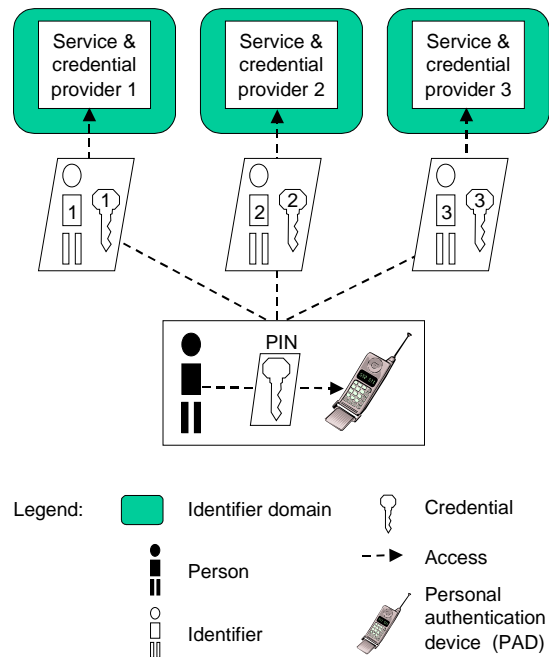 Service &
credential
provider 1
Service &
credential
provider 2
Service &
credential
provider 3
1 1
2 2
3 3
PIN
Legend:
Identifier domain
Credential
Person
Access
Identifier
Personal
authentication
device (PAD)